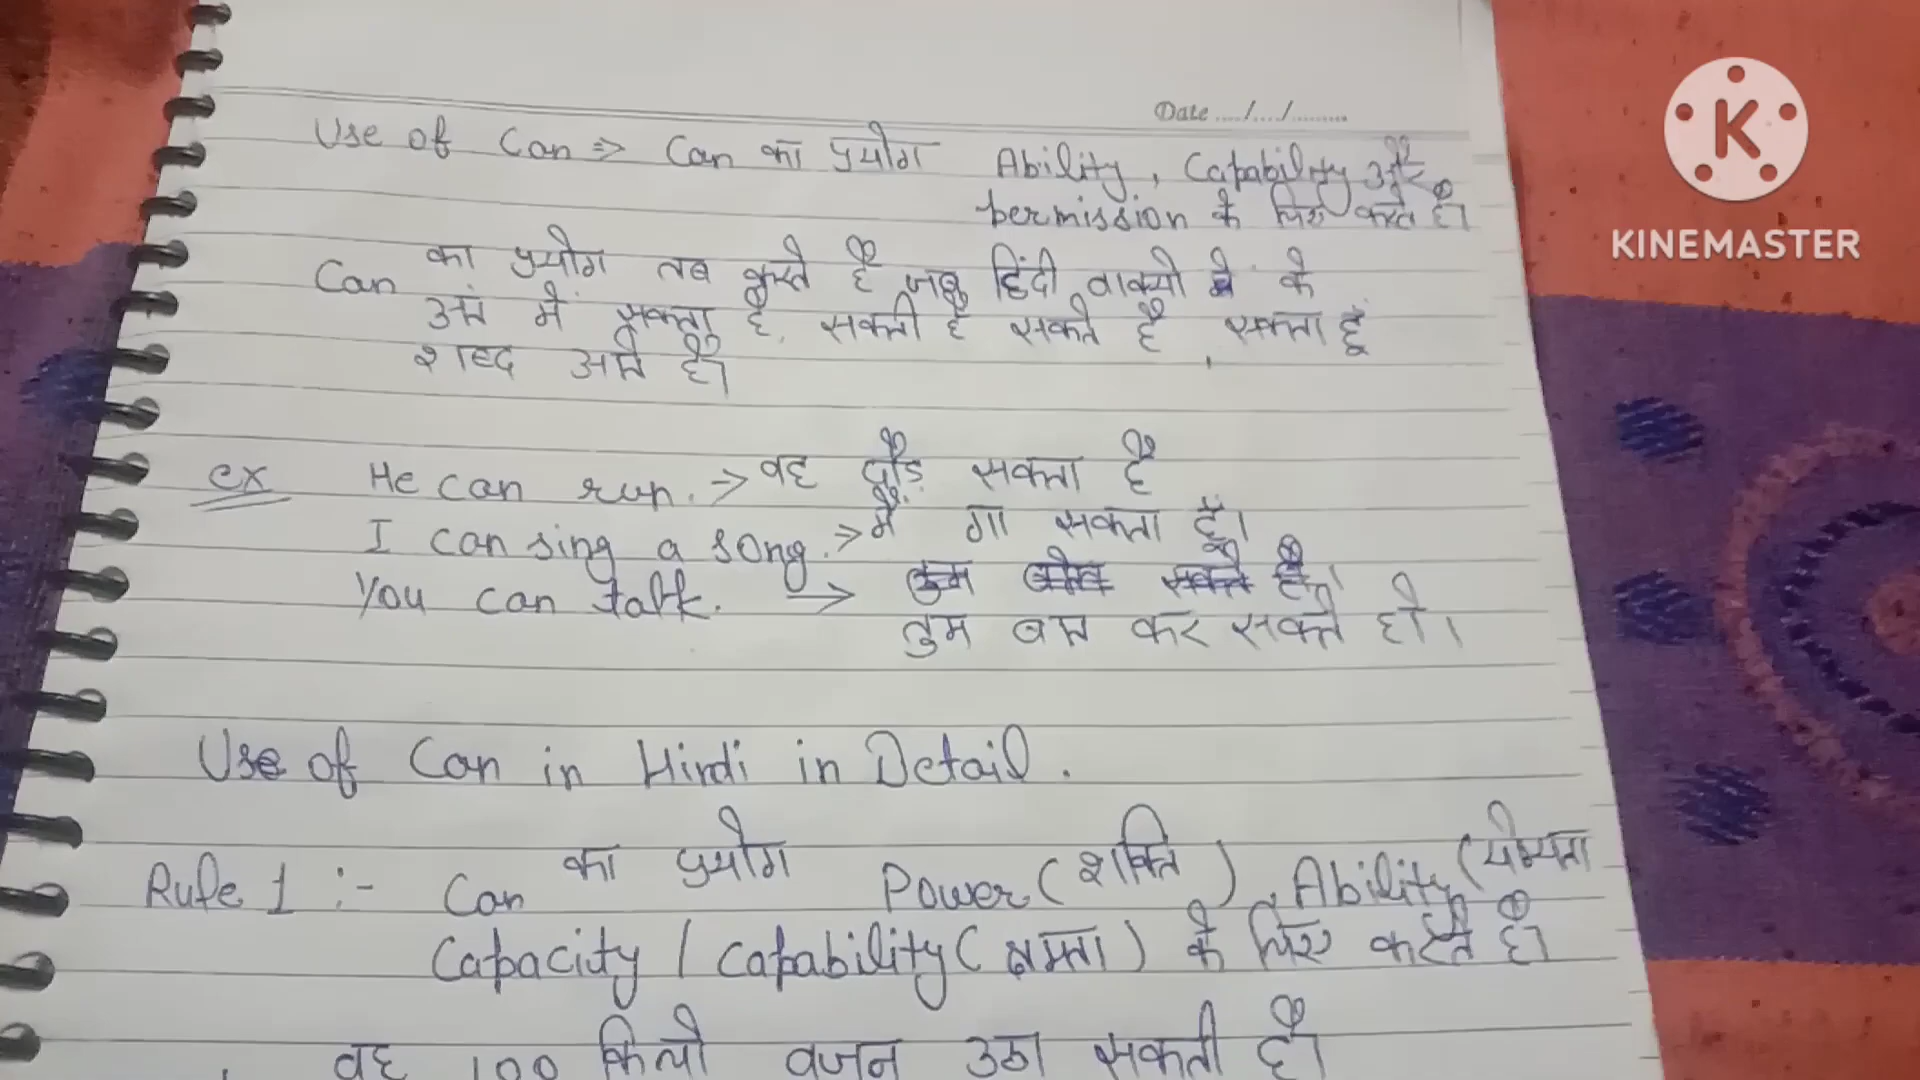 Date ..../..../.........
Use of Can ⇒ Can का प्रयोग Ability, Capability और
permission के लिए करते है।
Can का प्रयोग तब करते है जब हिंदी वाक्यो के
अंत में सकता है, सकती है सकते है, सकता हूँ
शब्द आते है।
ex He can run. → वह दौड़ सकता है
I can sing a song. ⇒ मैं गा सकता हूँ।
You can talk. → तुम बोल सकते है।
तुम बात कर सकते हो।
Use of Can in Hindi in Detail.
Rule 1 :- Can का प्रयोग Power (शक्ति), Ability (योग्यता
Capacity / Capability (क्षमता) के लिए करते है।
वह 100 किलो वजन उठा सकती है।
K
KINEMASTER